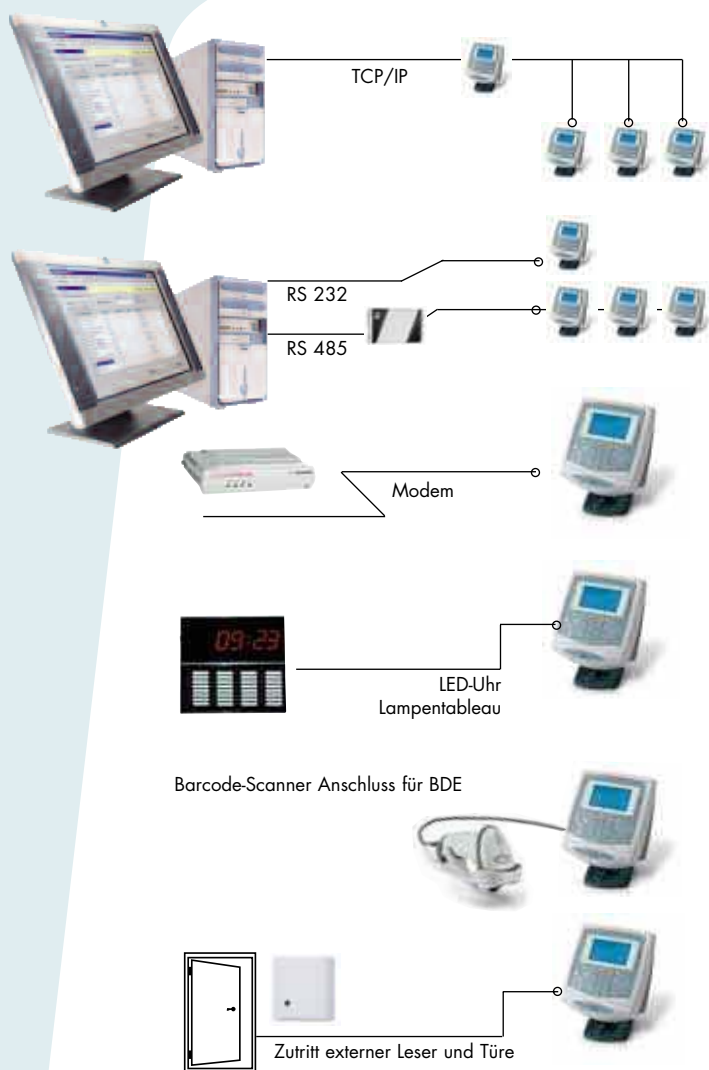 TCP/IP
RS 232
RS 485
Modem
09:23
LED-Uhr
Lampentableau
Barcode-Scanner Anschluss für BDE
Zutritt externer Leser und Türe